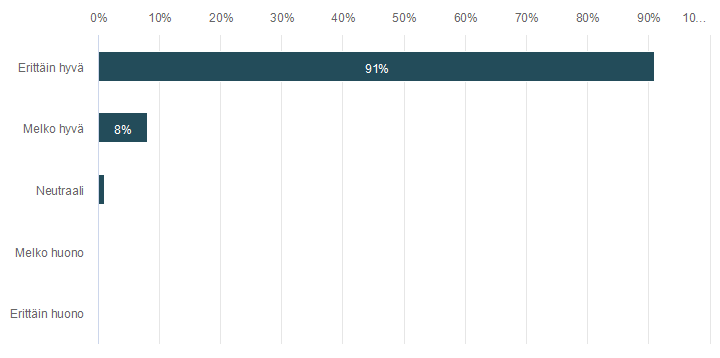 0% 10% 20% 30% 40% 50% 60% 70% 80% 90% 10...
Erittäin hyvä 91%
Melko hyvä 8%
Neutraali
Melko huono
Erittäin huono